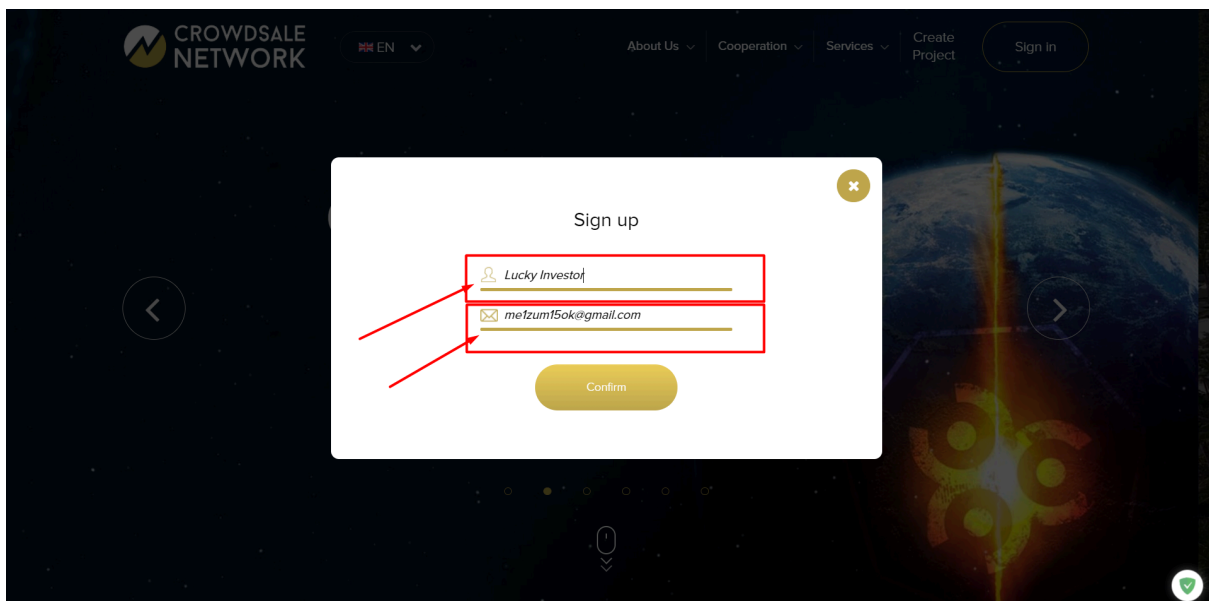 CROWDSALE
NETWORK
EN
About Us
Cooperation
Services
Create
Project
Sign in
Sign up
Lucky Investor
me1zum15ok@gmail.com
Confirm